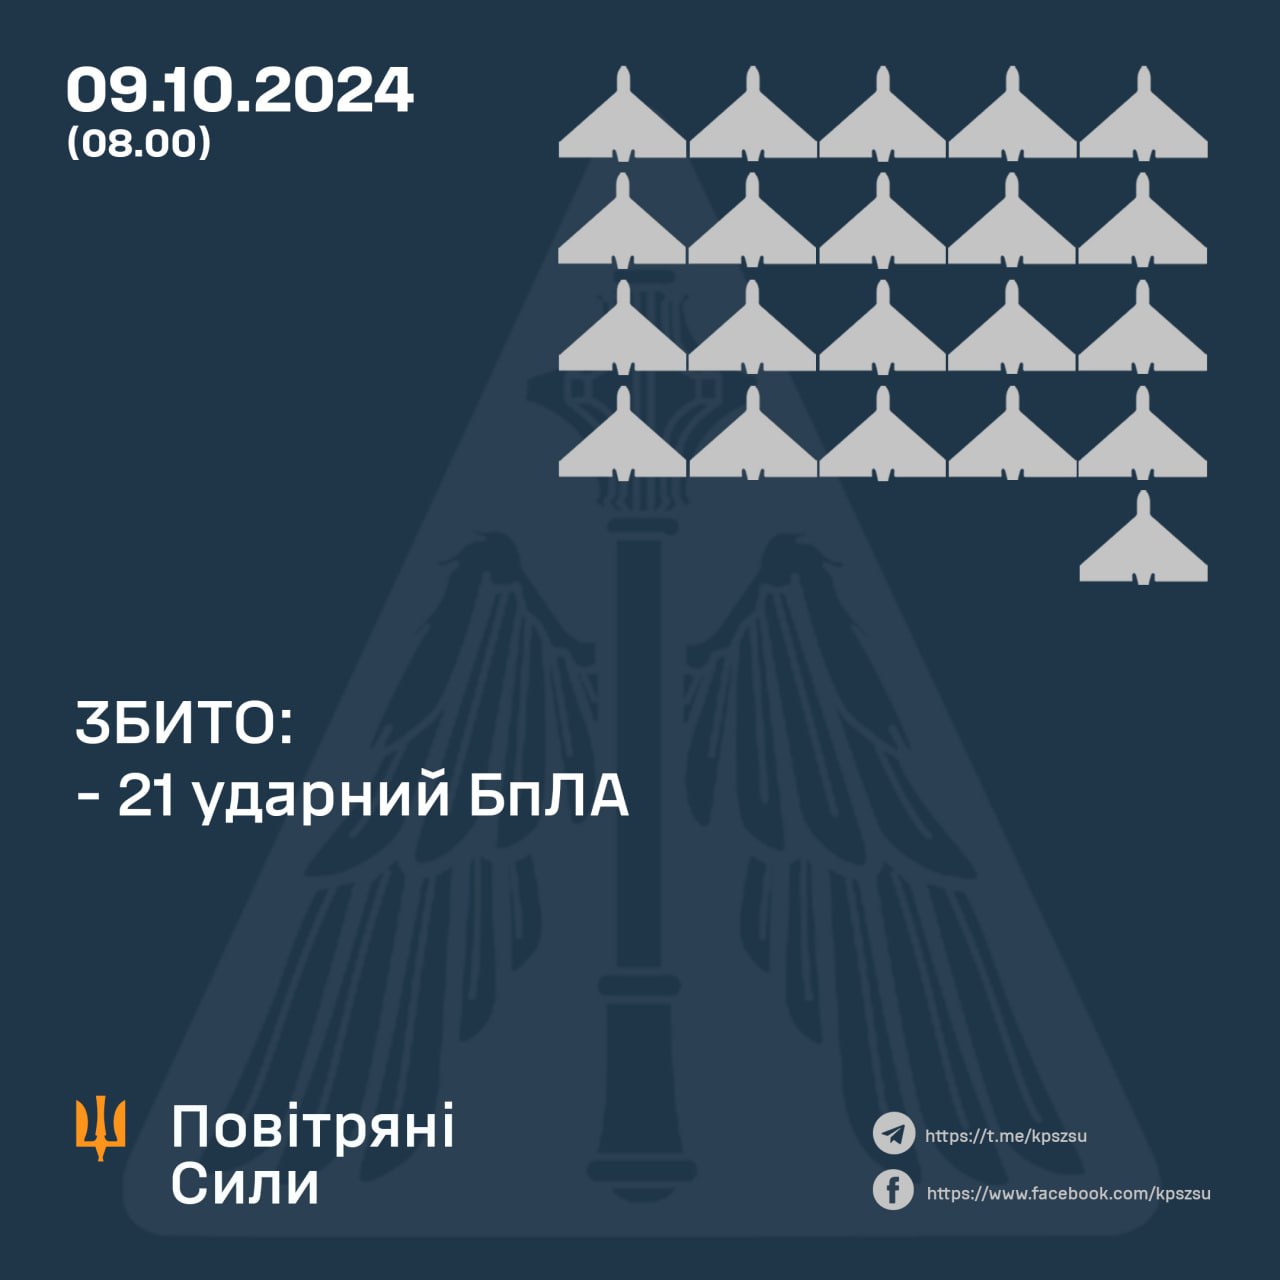 09.10.2024
(08.00)
ЗБИТО:
- 21 ударний БпЛА
Повітряні
Сили
https://t.me/kpszsu
https://www.facebook.com/kpszsu